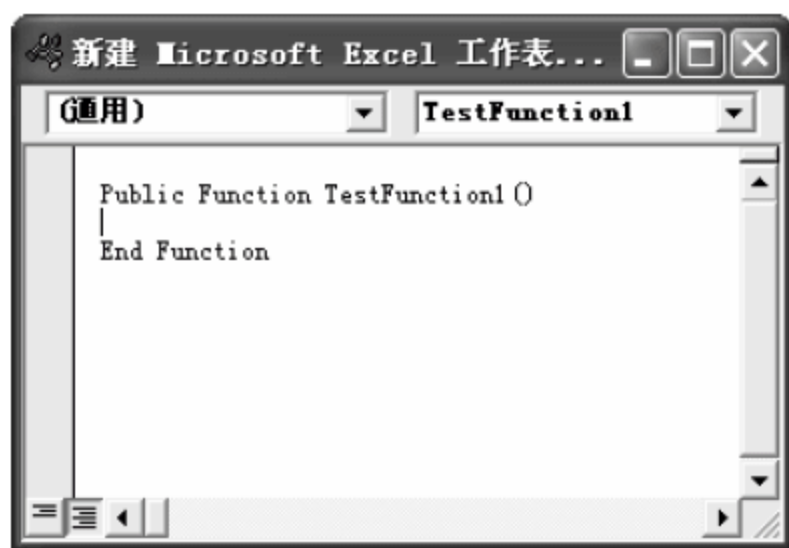 新建 Microsoft Excel 工作表...
(通用)
TestFunction1
Public Function TestFunction1()
End Function